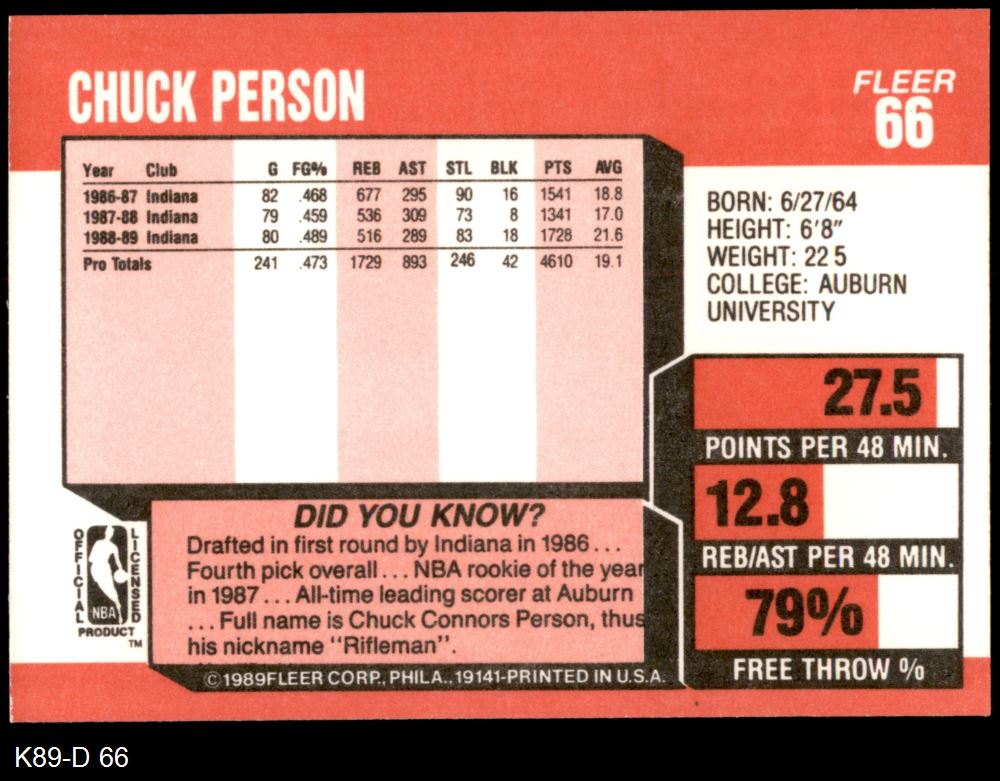 CHUCK PERSON
FLEER
66
Year Club G FG% REB AST STL BLK PTS AVG
1986-87 Indiana 82 .468 677 295 90 16 1541 18.8
1987-88 Indiana 79 .459 536 309 73 8 1341 17.0
1988-89 Indiana 80 .489 516 289 83 18 1728 21.6
Pro Totals 241 .473 1729 893 246 42 4610 19.1
BORN: 6/27/64
HEIGHT: 6'8"
WEIGHT: 22 5
COLLEGE: AUBURN
UNIVERSITY
27.5
POINTS PER 48 MIN.
12.8
REB/AST PER 48 MIN.
79%
FREE THROW %
DID YOU KNOW?
Drafted in first round by Indiana in 1986 . . .
Fourth pick overall . . . NBA rookie of the year
in 1987 . . . All-time leading scorer at Auburn
. . . Full name is Chuck Connors Person, thus
his nickname "Rifleman".
OFFICIAL
LICENSED
NBA
PRODUCT
TM
©1989FLEER CORP., PHILA., 19141-PRINTED IN U.S.A.
K89-D 66